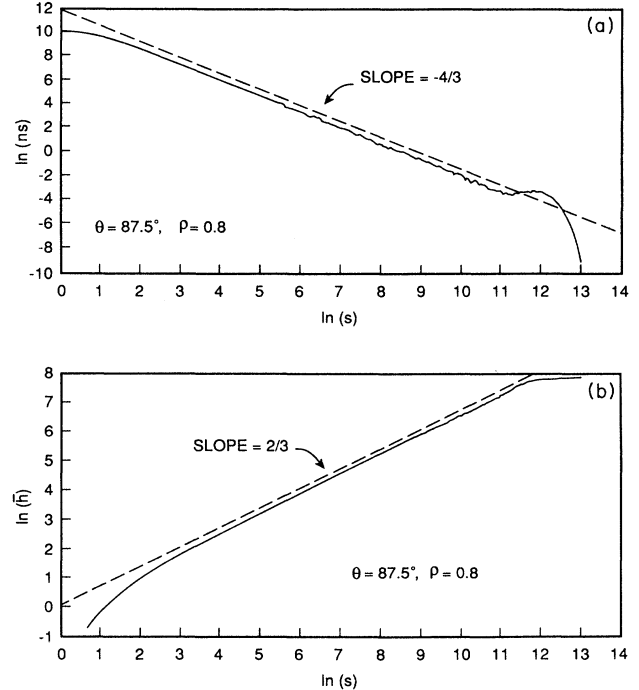 (a)
12
10
8
6
4
2
0
-2
-4
-6
-8
-10
ln (ns)
SLOPE = -4/3
θ = 87.5°, ρ = 0.8
0 1 2 3 4 5 6 7 8 9 10 11 12 13 14
ln (s)
(b)
8
7
6
5
4
3
2
1
0
-1
ln (h̄)
SLOPE = 2/3
θ = 87.5°, ρ = 0.8
0 1 2 3 4 5 6 7 8 9 10 11 12 13 14
ln (s)